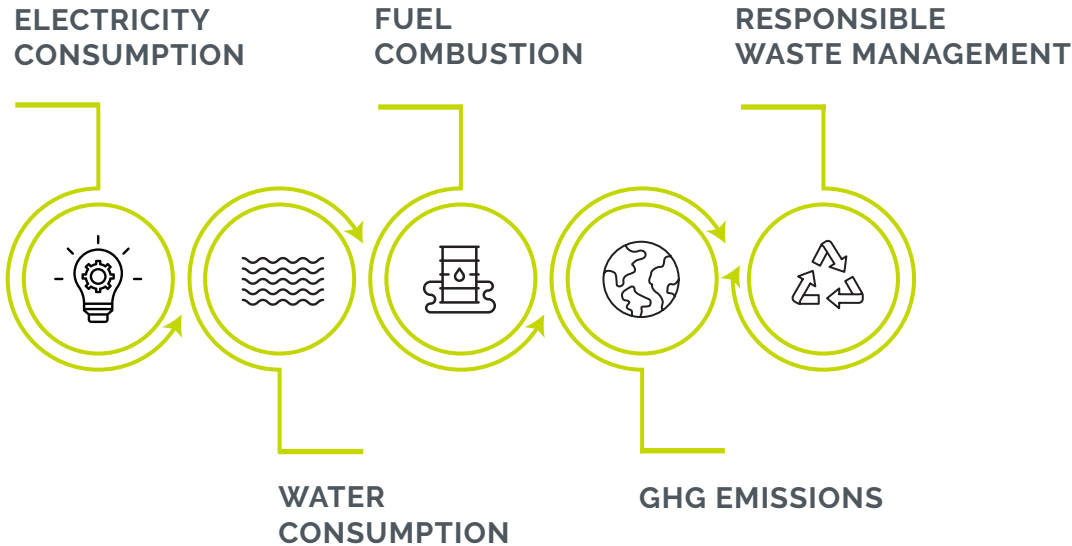 ELECTRICITY
CONSUMPTION
FUEL
COMBUSTION
RESPONSIBLE
WASTE MANAGEMENT
WATER
CONSUMPTION
GHG EMISSIONS